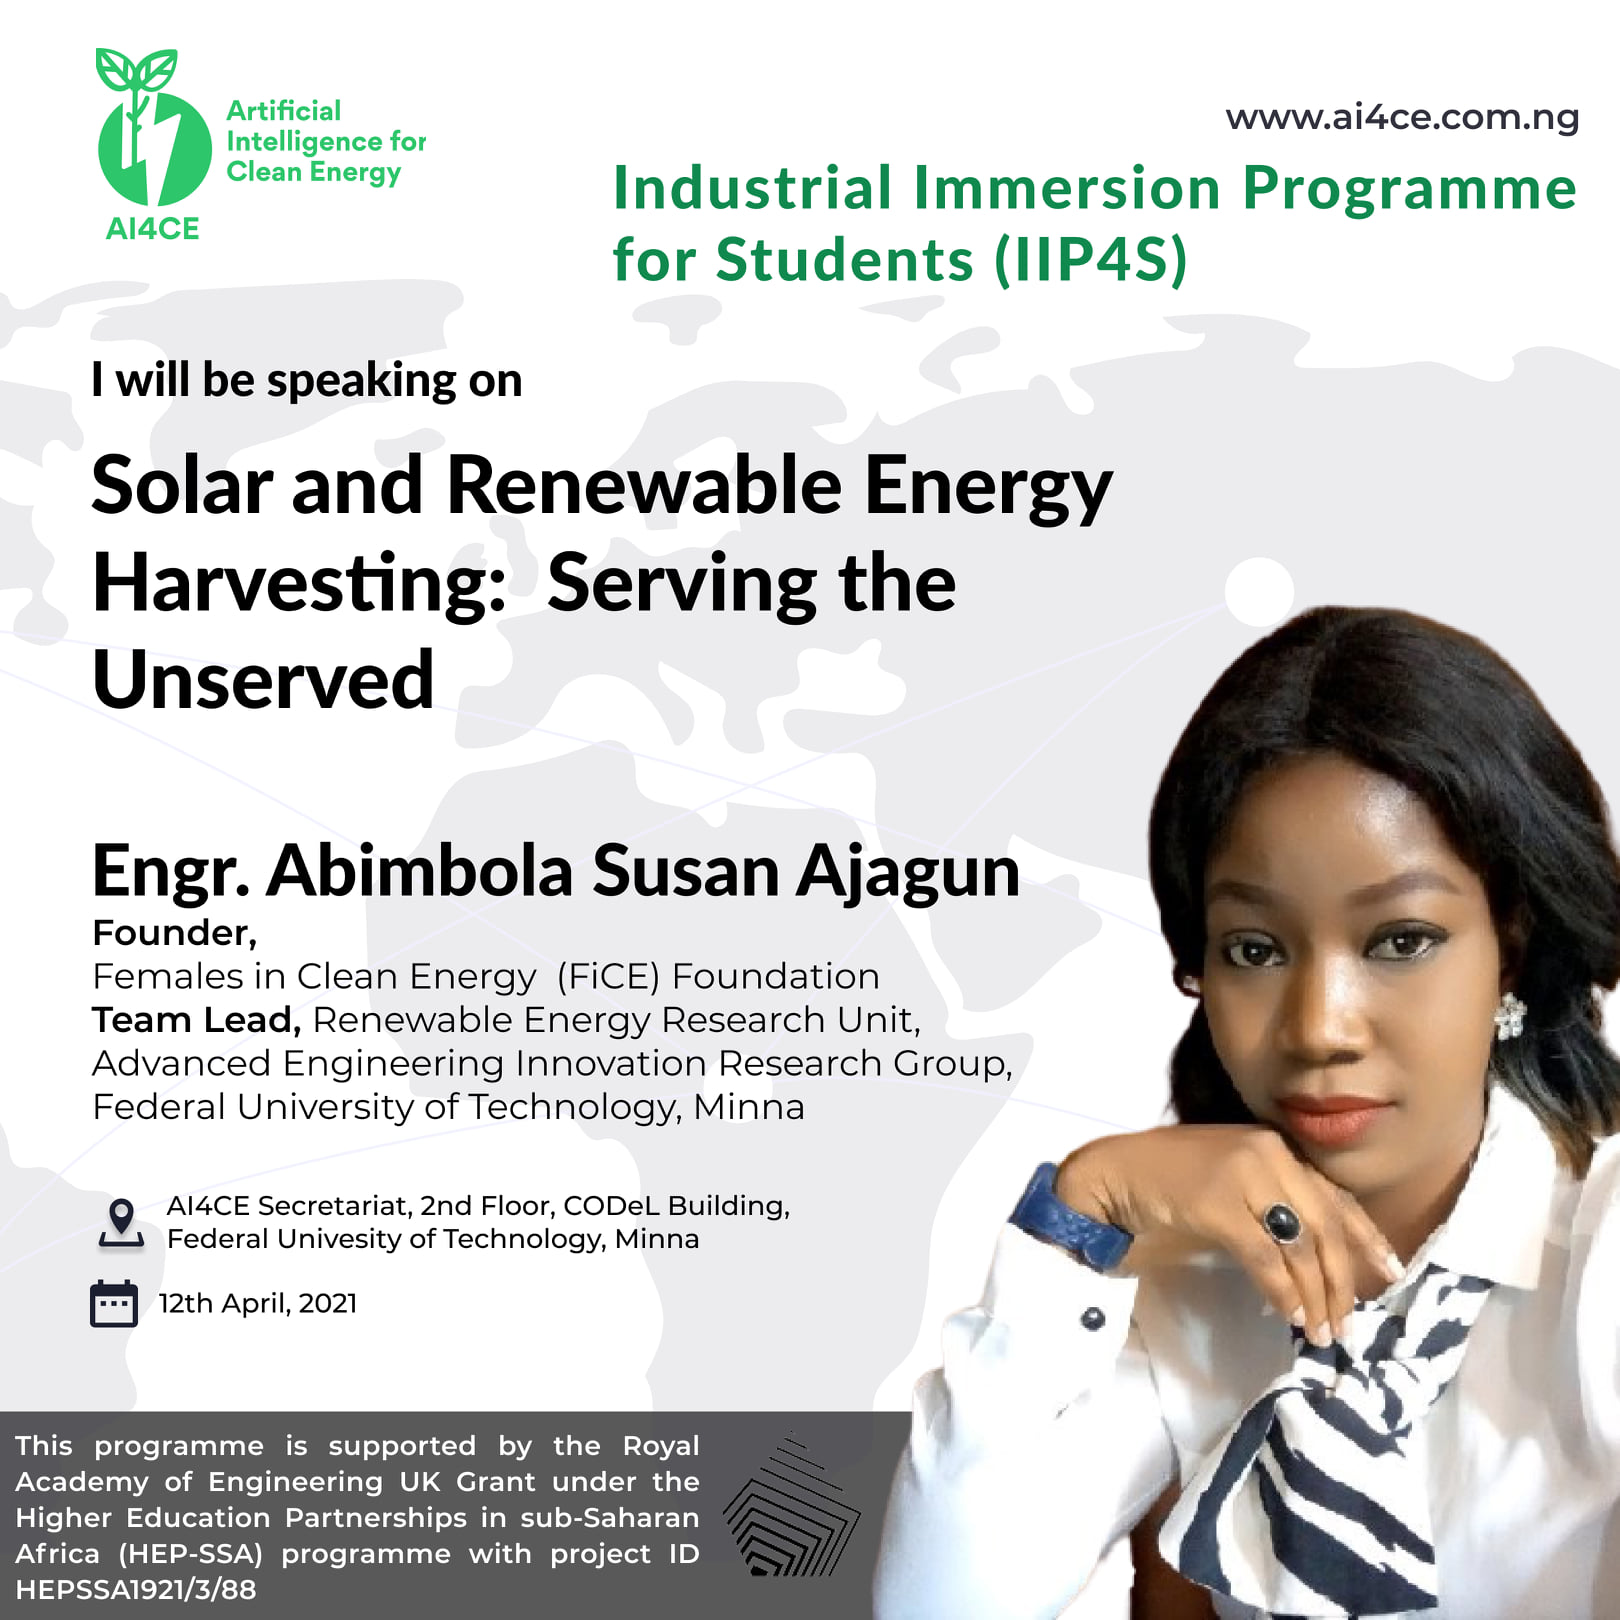 Artificial
Intelligence for
Clean Energy
AI4CE
www.ai4ce.com.ng
Industrial Immersion Programme
for Students (IIP4S)
I will be speaking on
Solar and Renewable Energy
Harvesting: Serving the
Unserved
Engr. Abimbola Susan Ajagun
Founder,
Females in Clean Energy (FiCE) Foundation
Team Lead, Renewable Energy Research Unit,
Advanced Engineering Innovation Research Group,
Federal University of Technology, Minna
AI4CE Secretariat, 2nd Floor, CODeL Building,
Federal Univesity of Technology, Minna
12th April, 2021
This programme is supported by the Royal
Academy of Engineering UK Grant under the
Higher Education Partnerships in sub-Saharan
Africa (HEP-SSA) programme with project ID
HEPSSA1921/3/88